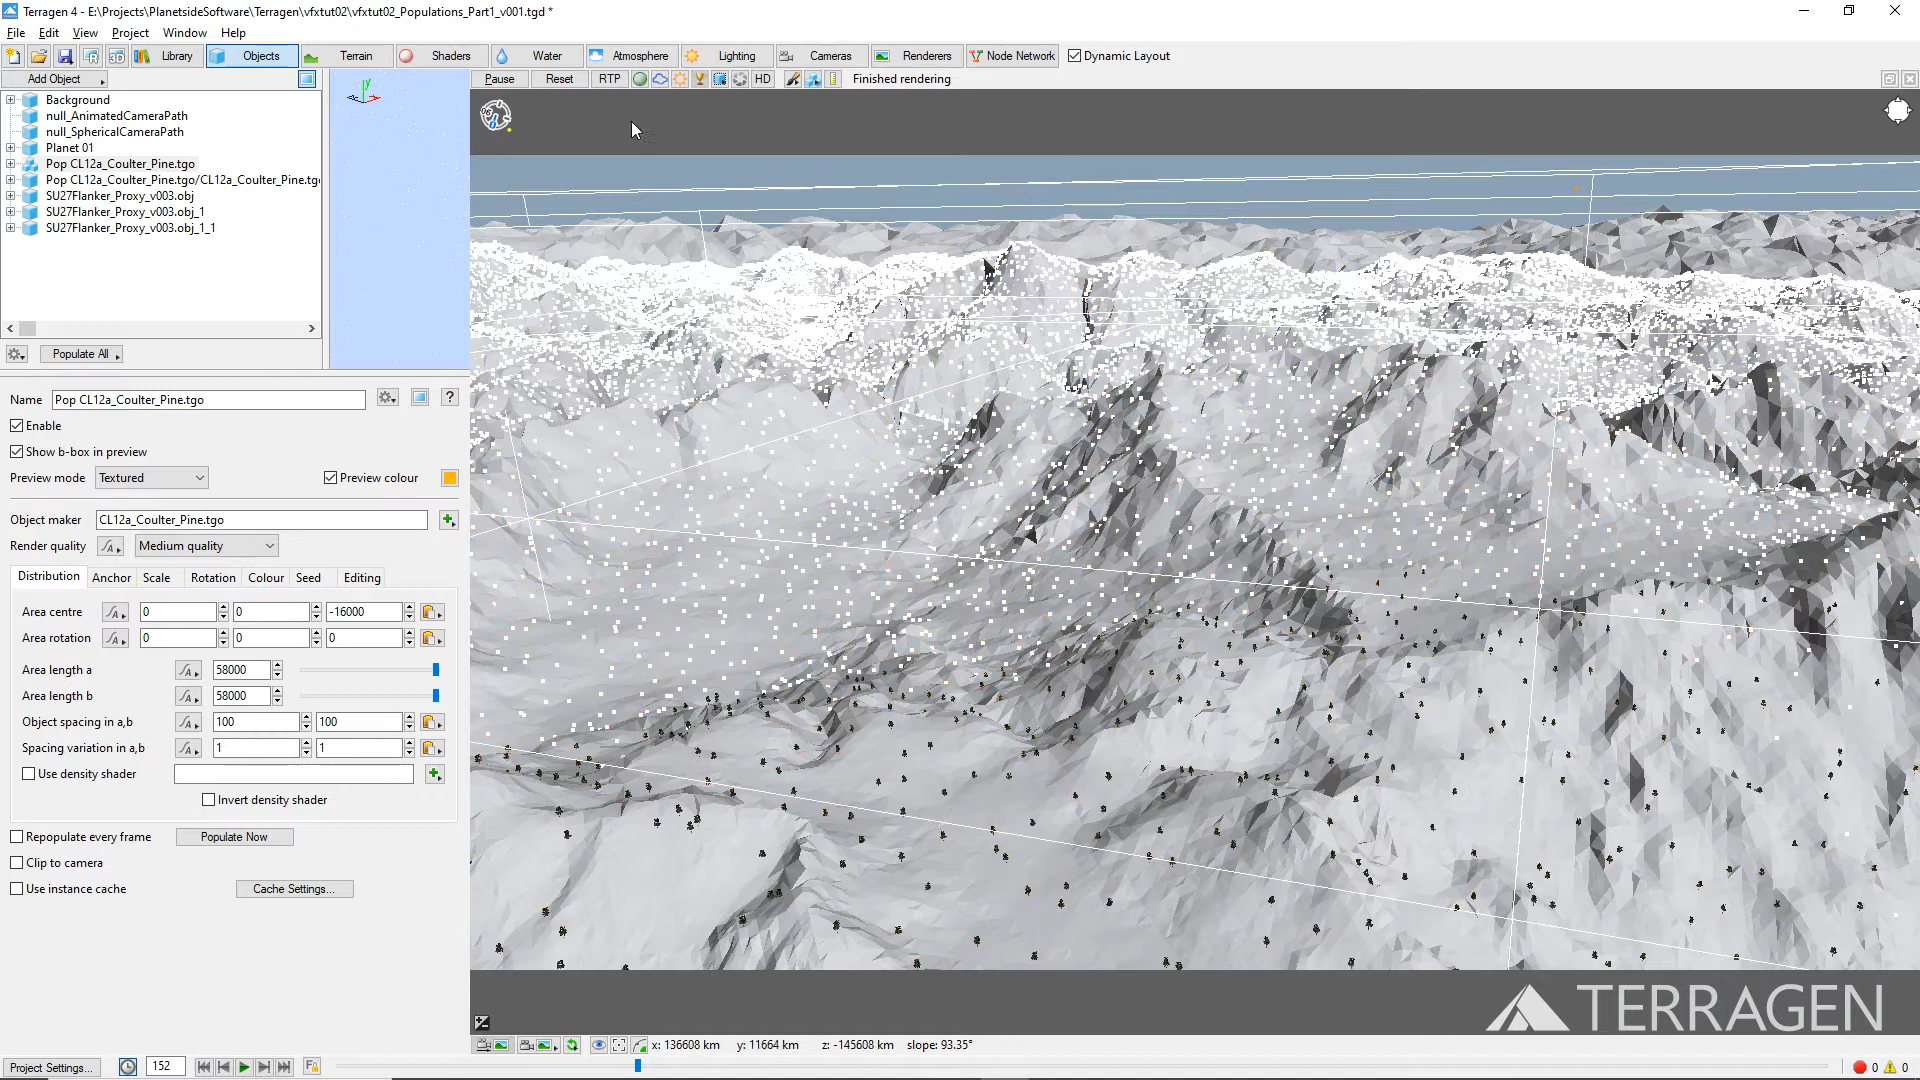 Terragen 4 - E:\Projects\PlanetsideSoftware\Terragen\vfxtut02\vfxtut02_Populations_Part1_v001.tgd *
File Edit View Project Window Help
Library Objects Terrain Shaders Water Atmosphere Lighting Cameras Renderers Node Network Dynamic Layout
Add Object Pause Reset RTP HD Finished rendering
Background
null_AnimatedCameraPath
null_SphericalCameraPath
Planet 01
Pop CL12a_Coulter_Pine.tgo
Pop CL12a_Coulter_Pine.tgo/CL12a_Coulter_Pine.tg
SU27Flanker_Proxy_v003.obj
SU27Flanker_Proxy_v003.obj_1
SU27Flanker_Proxy_v003.obj_1_1
Populate All
Name Pop CL12a_Coulter_Pine.tgo ?
Enable
Show b-box in preview
Preview mode Textured Preview colour
Object maker CL12a_Coulter_Pine.tgo
Render quality Medium quality
Distribution Anchor Scale Rotation Colour Seed Editing
Area centre 0 0 -16000
Area rotation 0 0 0
Area length a 58000
Area length b 58000
Object spacing in a,b 100 100
Spacing variation in a,b 1 1
Use density shader
Invert density shader
Repopulate every frame Populate Now
Clip to camera
Use instance cache Cache Settings...
TERRAGEN
x: 136608 km y: 11664 km z: -145608 km slope: 93.35°
Project Settings... 152 0 0